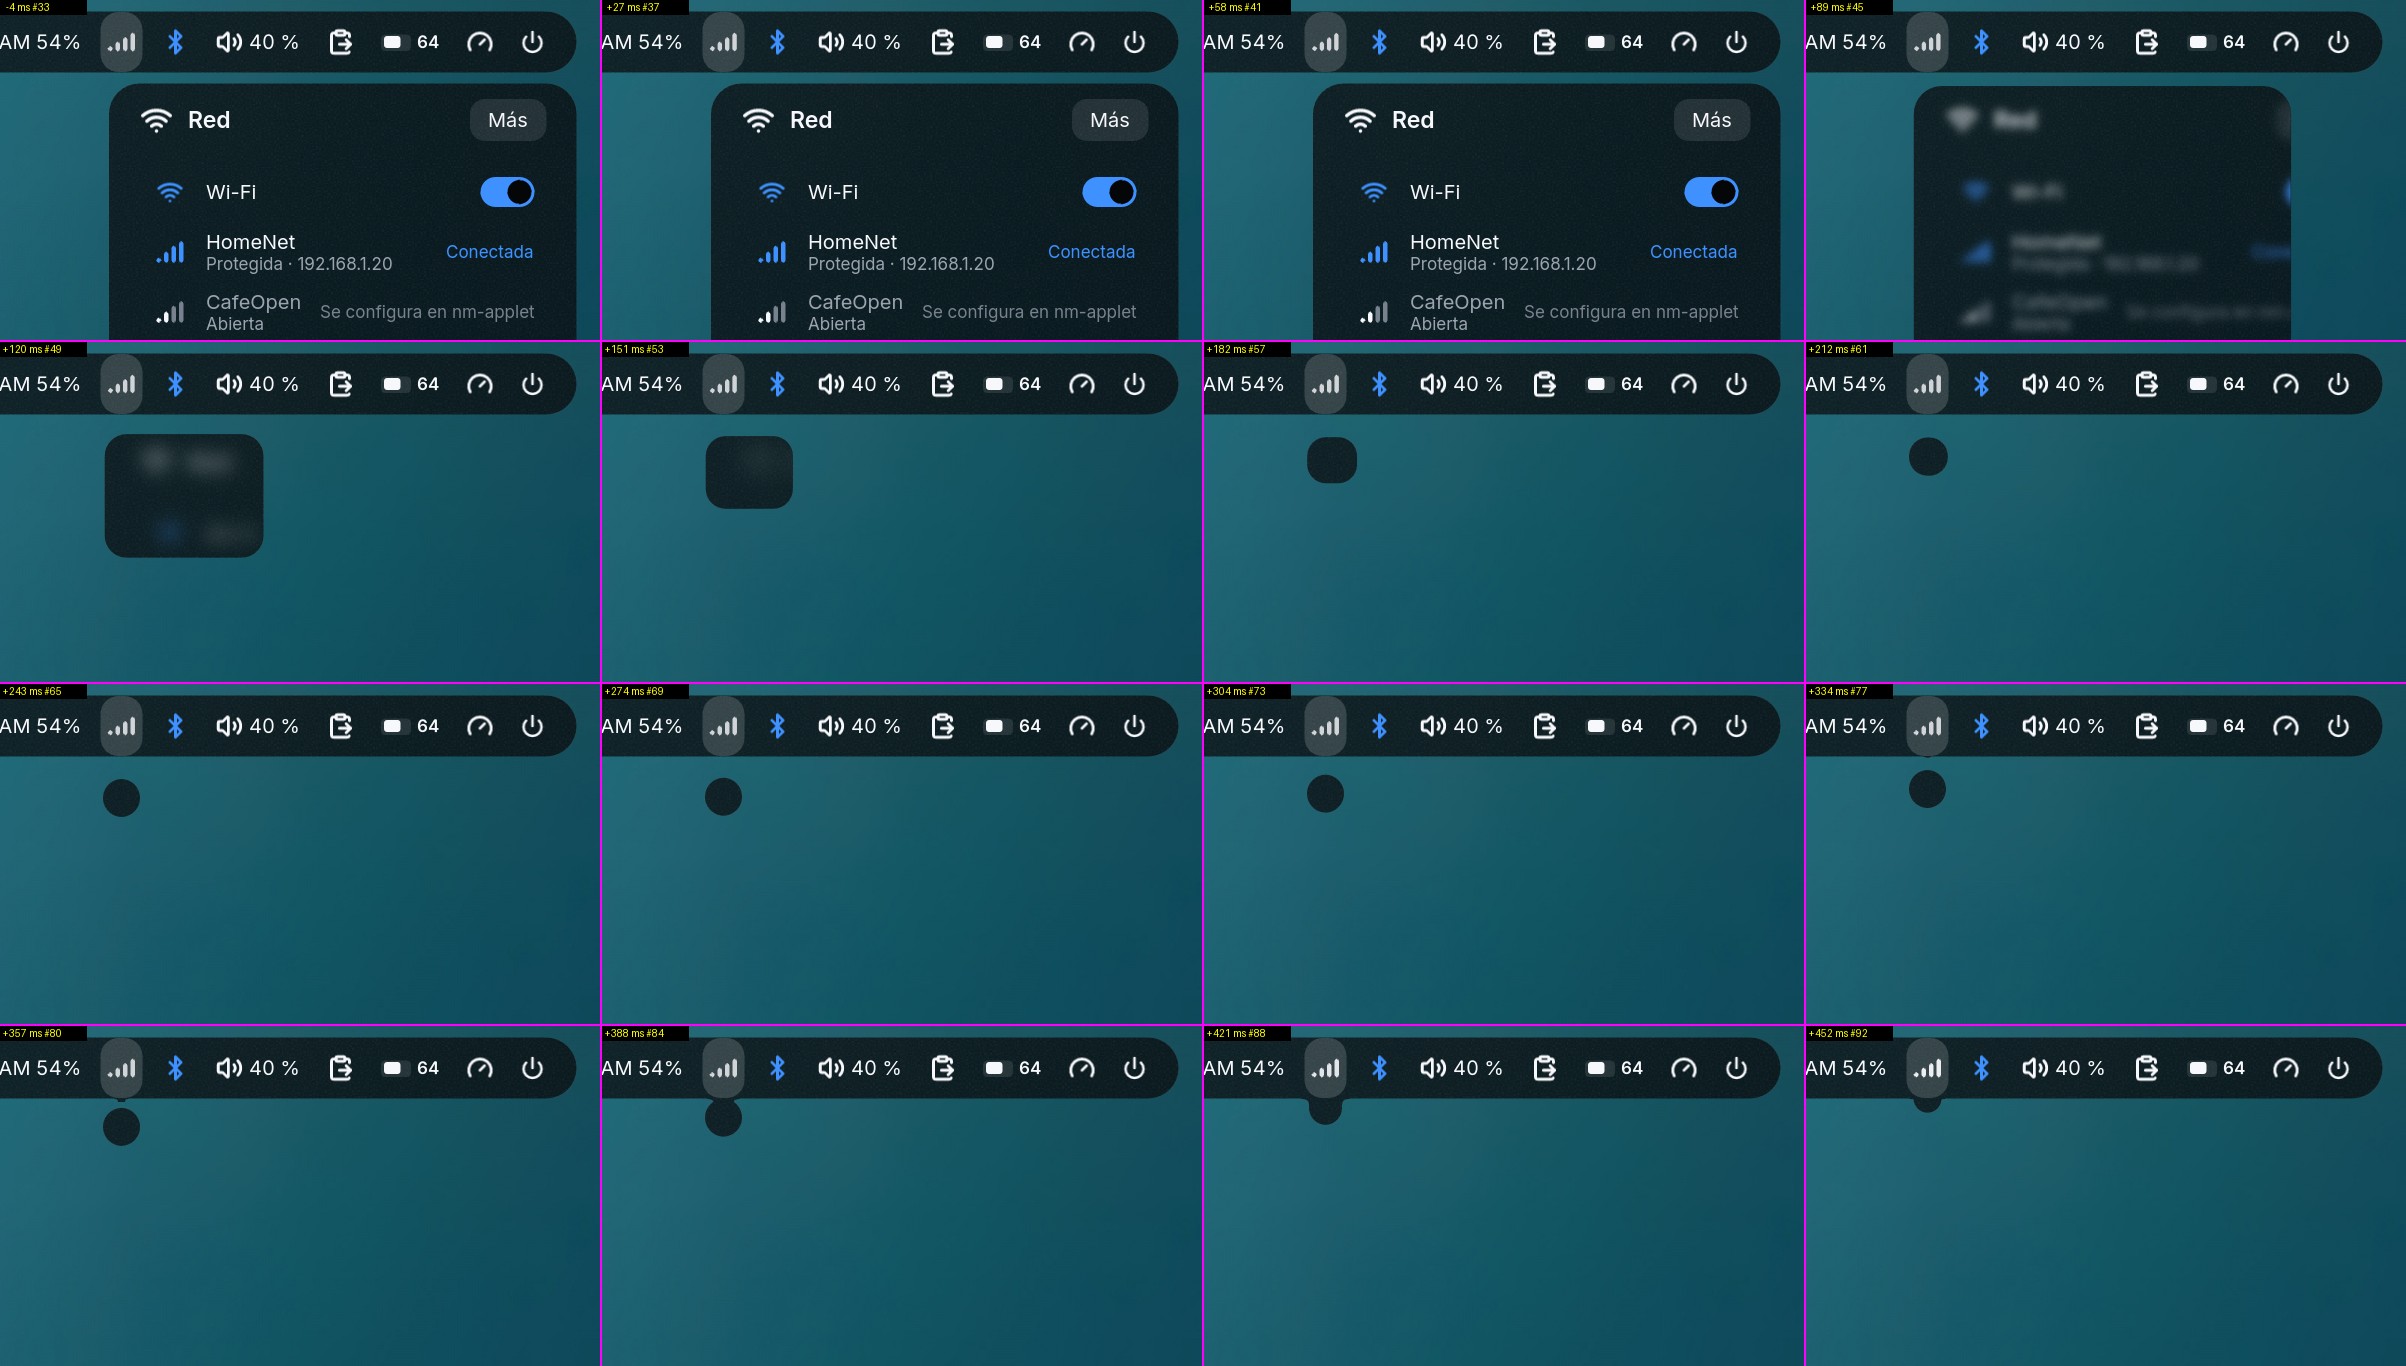 -4 ms #33
AM 54% 40 % 64
Red Más
Wi-Fi
HomeNet
Protegida · 192.168.1.20 Conectada
CafeOpen
Abierta Se configura en nm-applet
+27 ms #37
AM 54% 40 % 64
Red Más
Wi-Fi
HomeNet
Protegida · 192.168.1.20 Conectada
CafeOpen
Abierta Se configura en nm-applet
+58 ms #41
AM 54% 40 % 64
Red Más
Wi-Fi
HomeNet
Protegida · 192.168.1.20 Conectada
CafeOpen
Abierta Se configura en nm-applet
+89 ms #45
AM 54% 40 % 64
Red
Wi-Fi
HomeNet
+120 ms #49
AM 54% 40 % 64
+151 ms #53
AM 54% 40 % 64
+182 ms #57
AM 54% 40 % 64
+212 ms #61
AM 54% 40 % 64
+243 ms #65
AM 54% 40 % 64
+274 ms #69
AM 54% 40 % 64
+304 ms #73
AM 54% 40 % 64
+334 ms #77
AM 54% 40 % 64
+357 ms #80
AM 54% 40 % 64
+388 ms #84
AM 54% 40 % 64
+421 ms #88
AM 54% 40 % 64
+452 ms #92
AM 54% 40 % 64